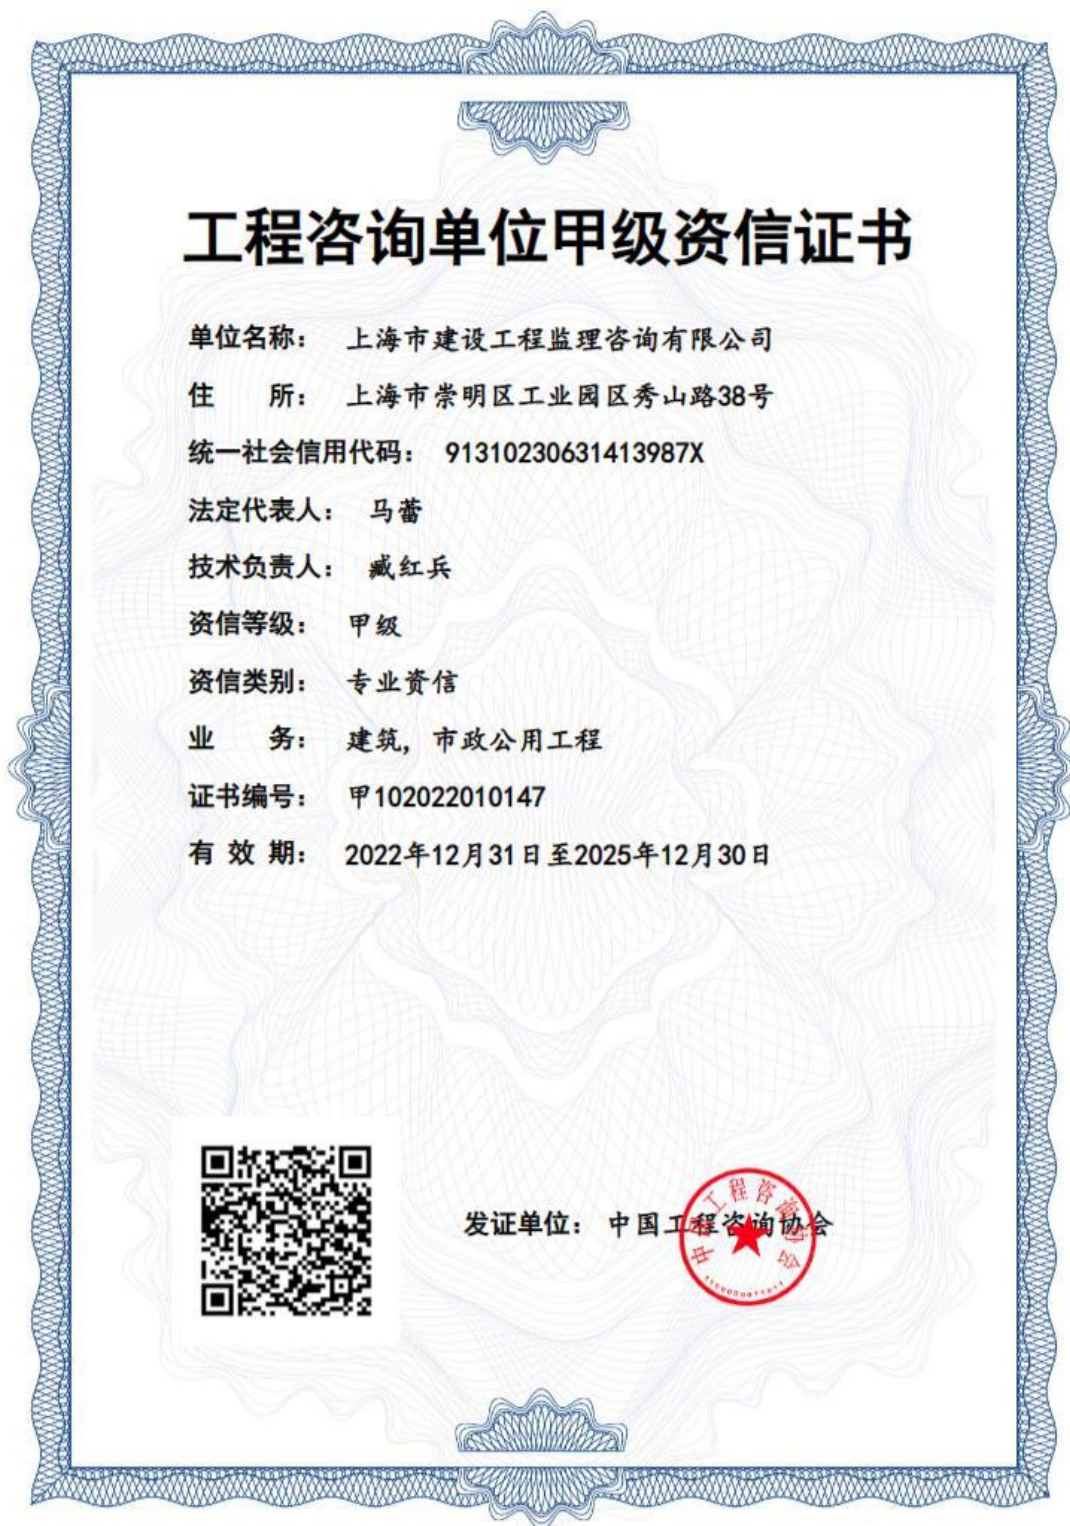 工程咨询单位甲级资信证书
单位名称： 上海市建设工程监理咨询有限公司
住　　所： 上海市崇明区工业园区秀山路38号
统一社会信用代码： 91310230631413987X
法定代表人： 马蕾
技术负责人： 臧红兵
资信等级： 甲级
资信类别： 专业资信
业　　务： 建筑，市政公用工程
证书编号： 甲102022010147
有 效 期： 2022年12月31日至2025年12月30日
发证单位： 中国工程咨询协会
中国工程咨询协会